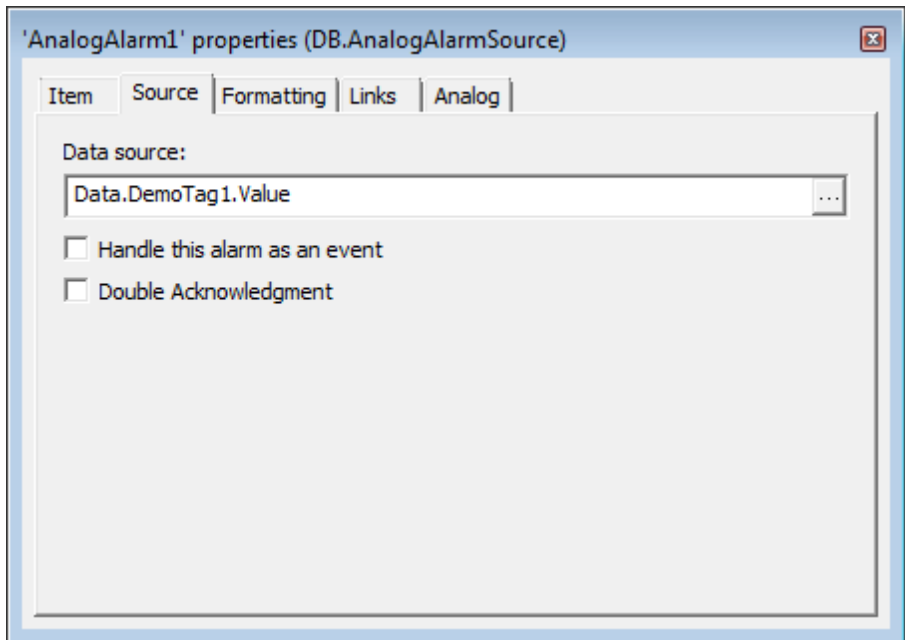 'AnalogAlarm1' properties (DB.AnalogAlarmSource)
Item Source Formatting Links Analog
Data source:
Data.DemoTag1.Value ...
Handle this alarm as an event
Double Acknowledgment